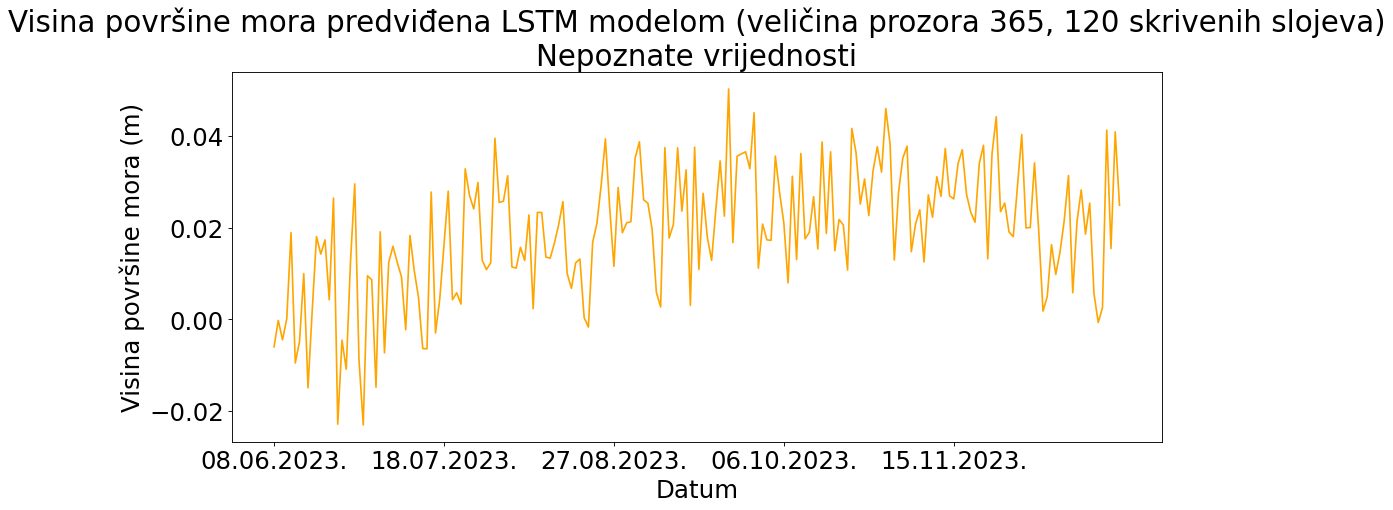 Visina površine mora predviđena LSTM modelom (veličina prozora 365, 120 skrivenih slojeva)
Nepoznate vrijednosti
Visina površine mora (m)
0.04
0.02
0.00
−0.02
08.06.2023. 18.07.2023. 27.08.2023. 06.10.2023. 15.11.2023.
Datum